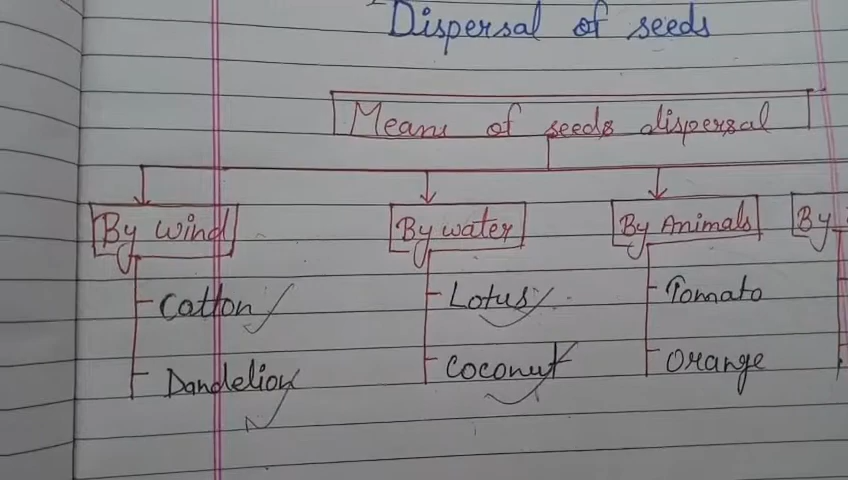 Dispersal of seeds
Means of seeds dispersal
By wind By water By Animals By
Cotton Lotus Tomato
Dandelion Coconut Orange